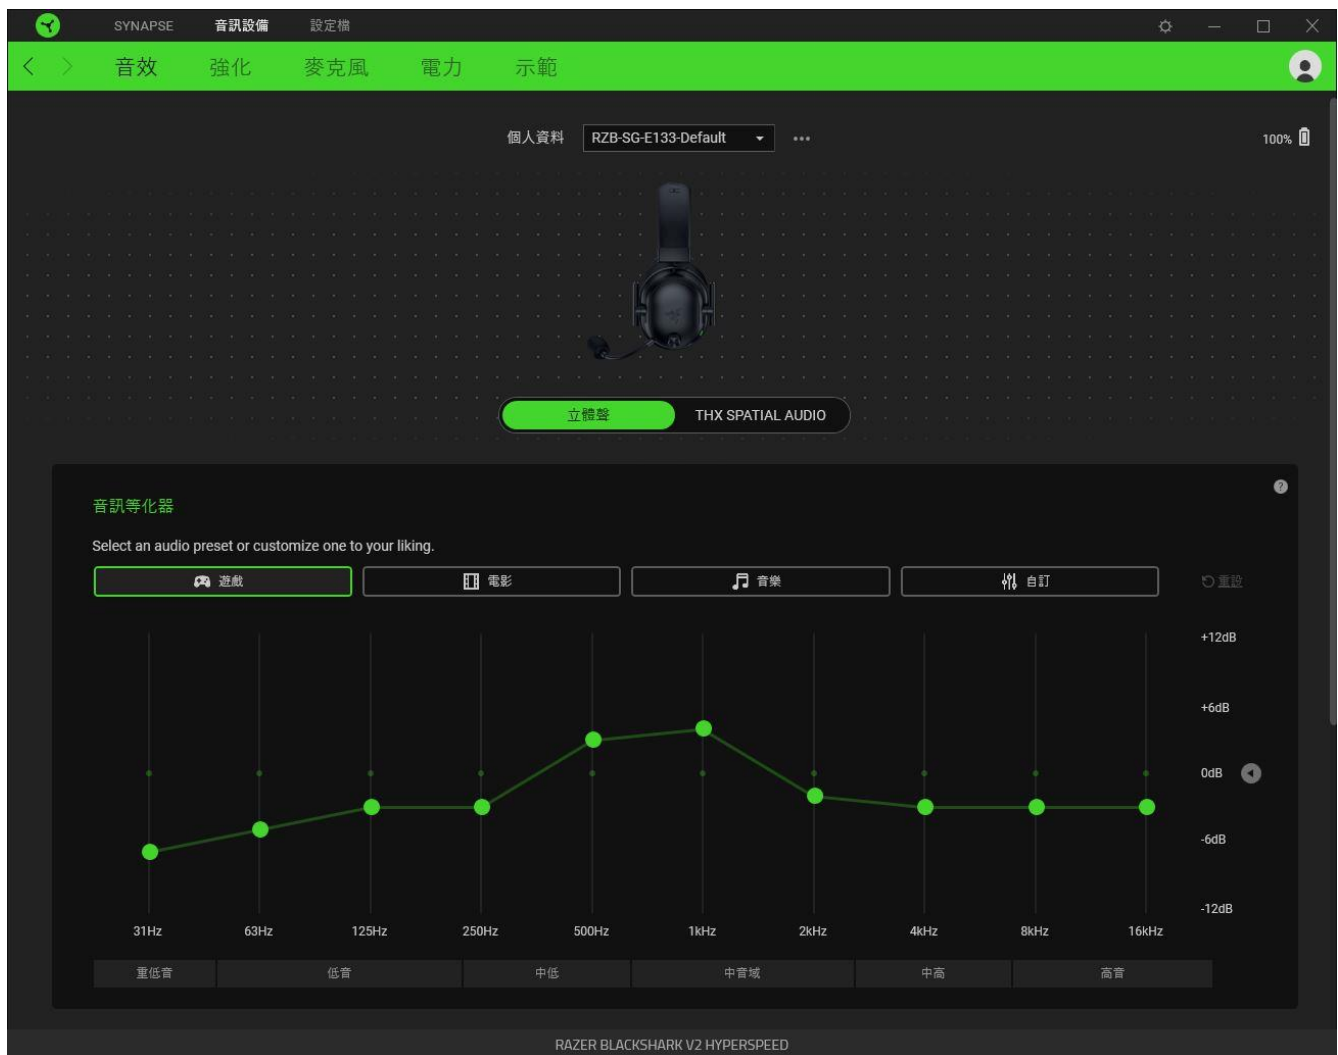 SYNAPSE 音訊設備 設定檔
音效 強化 麥克風 電力 示範
個人資料 RZB-SG-E133-Default ••• 100%
立體聲 THX SPATIAL AUDIO
音訊等化器
Select an audio preset or customize one to your liking.
遊戲 電影 音樂 自訂 重設
+12dB
+6dB
0dB
-6dB
-12dB
31Hz 63Hz 125Hz 250Hz 500Hz 1kHz 2kHz 4kHz 8kHz 16kHz
重低音 低音 中低 中音域 中高 高音
RAZER BLACKSHARK V2 HYPERSPEED